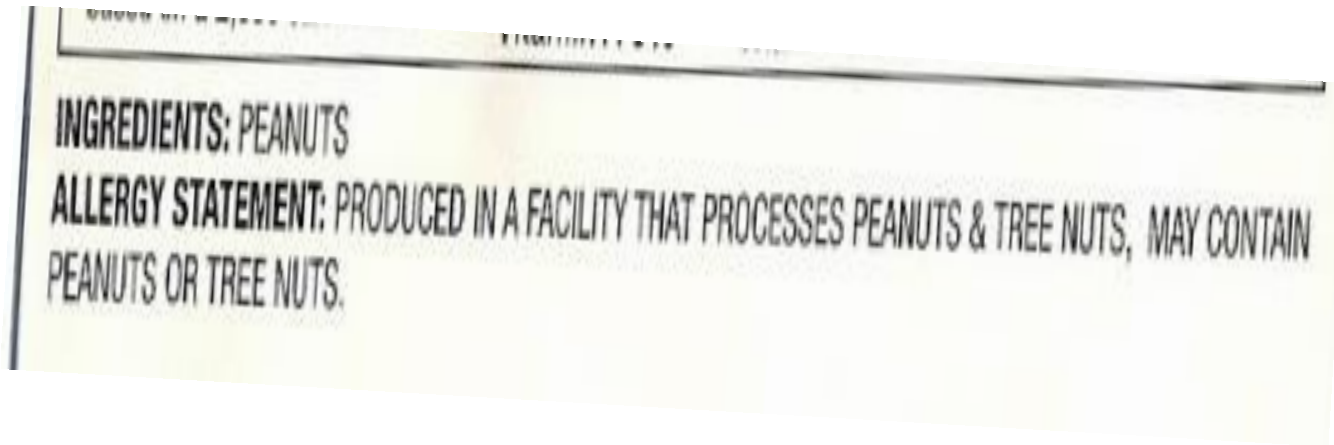 INGREDIENTS: PEANUTS
ALLERGY STATEMENT: PRODUCED IN A FACILITY THAT PROCESSES PEANUTS & TREE NUTS, MAY CONTAIN
PEANUTS OR TREE NUTS.